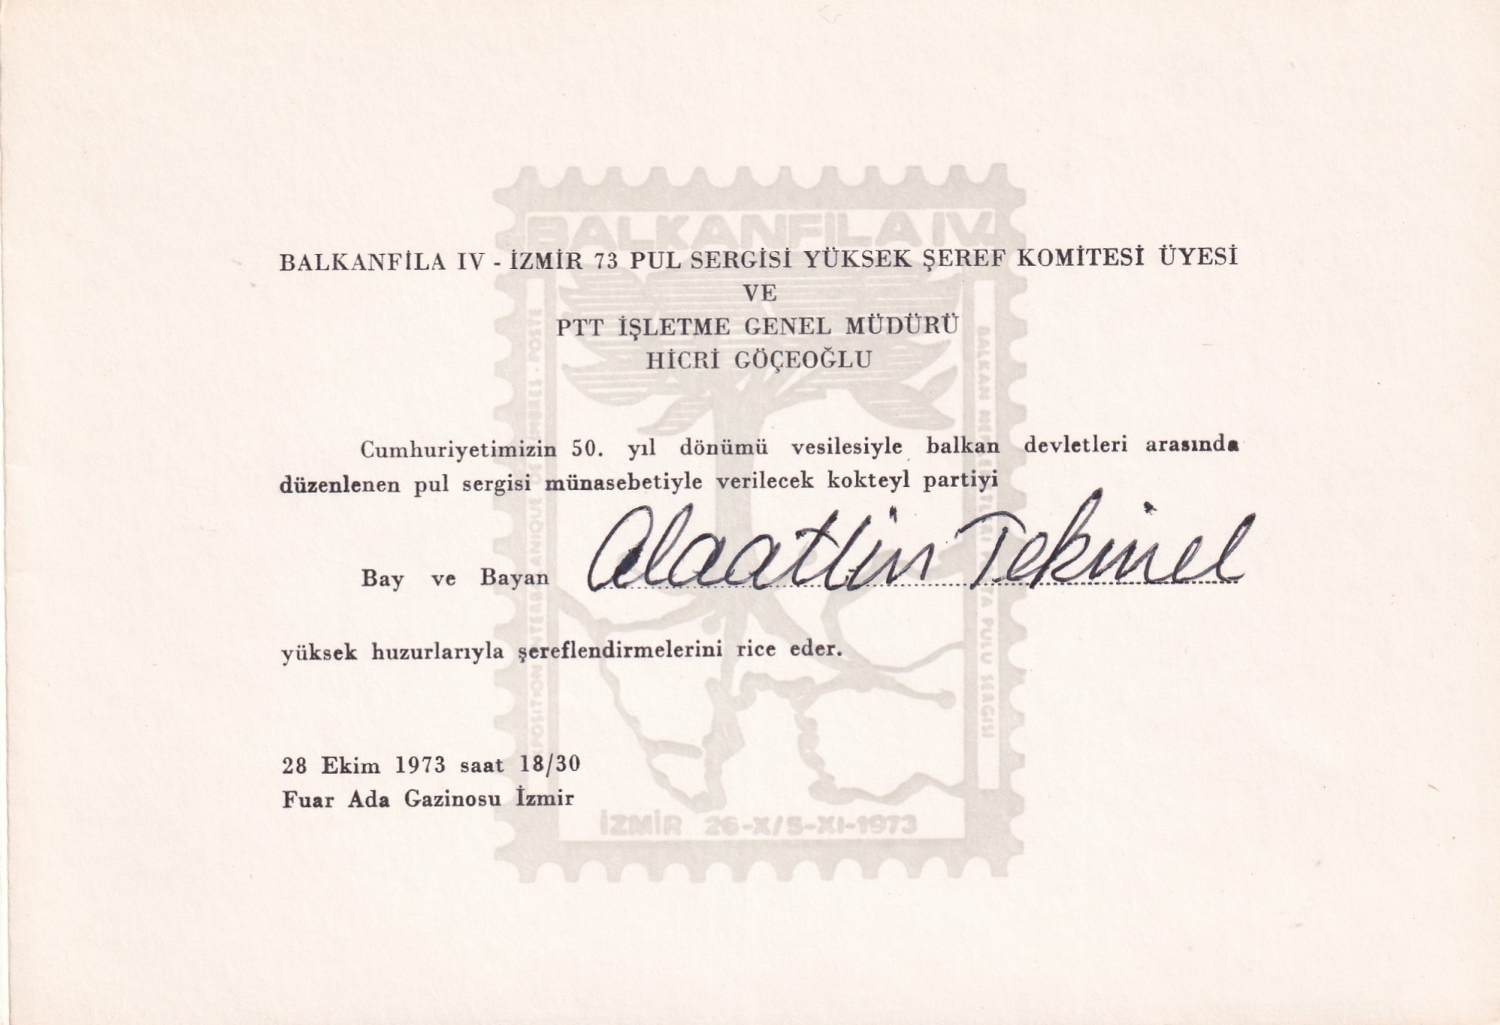 BALKANFİLA IV
BALKANFİLA IV - İZMİR 73 PUL SERGİSİ YÜKSEK ŞEREF KOMİTESİ ÜYESİ
VE
PTT İŞLETME GENEL MÜDÜRÜ
HİCRİ GÖÇEOĞLU
Cumhuriyetimizin 50. yıl dönümü vesilesiyle balkan devletleri arasında
düzenlenen pul sergisi münasebetiyle verilecek kokteyl partiyi
Bay ve Bayan Alaattin Tekinel
yüksek huzurlarıyla şereflendirmelerini rice eder.
28 Ekim 1973 saat 18/30
Fuar Ada Gazinosu İzmir
İZMİR 26-X/5-XI-1973